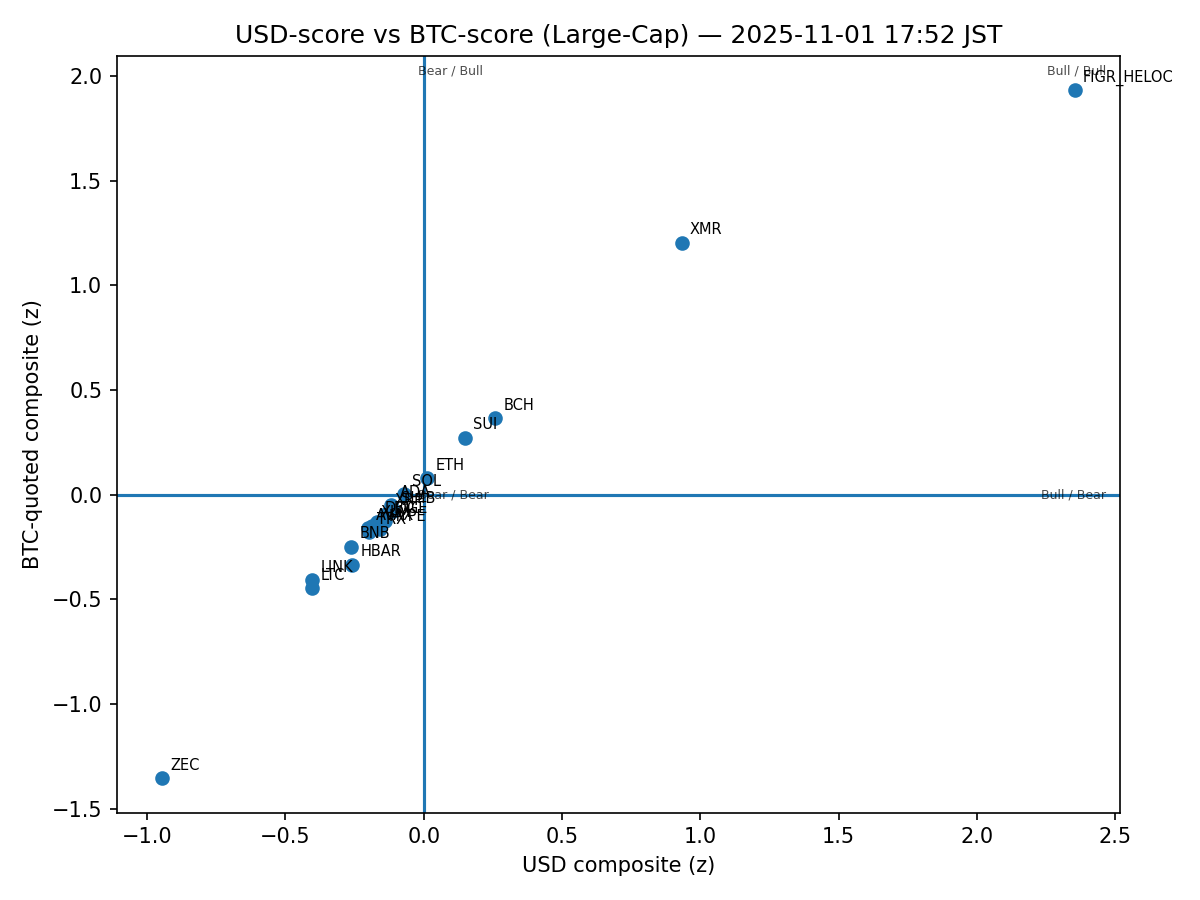 USD-score vs BTC-score (Large-Cap) — 2025-11-01 17:52 JST
Bear / Bull
Bull / Bull
FIGR_HELOC
XMR
BCH
SUI
ETH
SOL
ADA
Bear / Bear
Bull / Bear
TRX
BNB
HBAR
LINK
LTC
ZEC
2.0
1.5
1.0
0.5
0.0
−0.5
−1.0
−1.5
−1.0
−0.5
0.0
0.5
1.0
1.5
2.0
2.5
BTC-quoted composite (z)
USD composite (z)